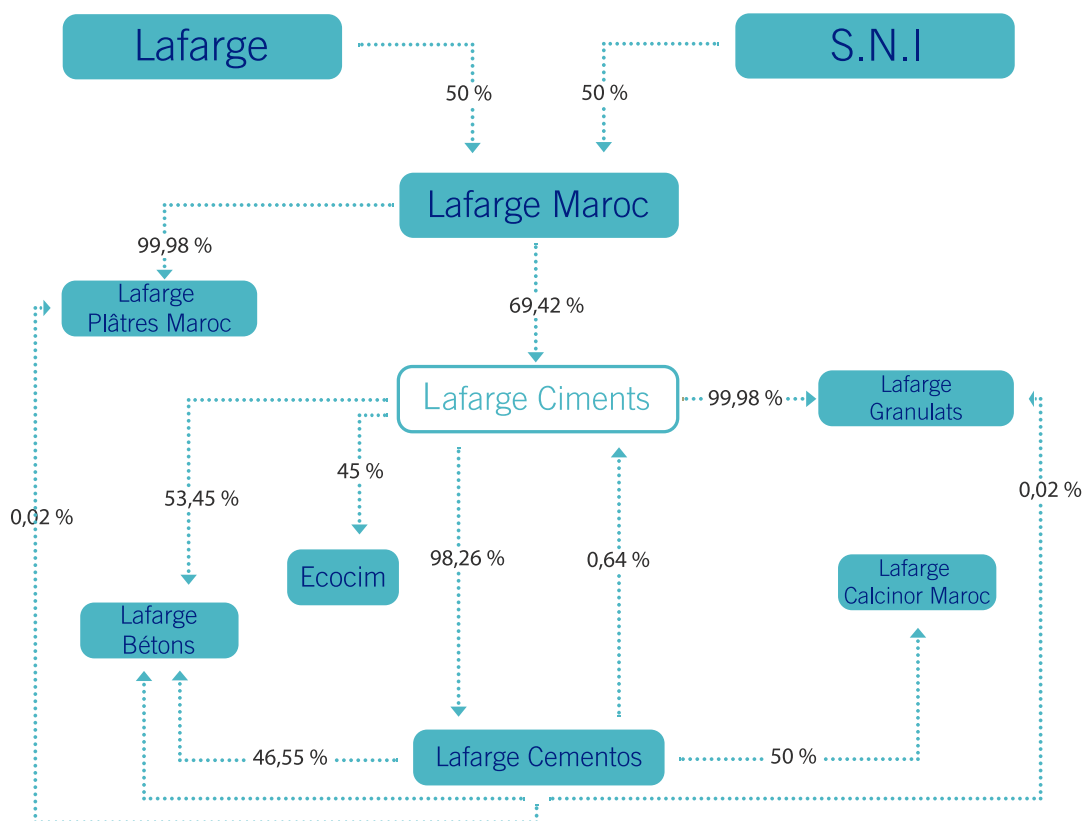 Lafarge
S.N.I
50 %
50 %
Lafarge Maroc
99,98 %
Lafarge
Plâtres Maroc
69,42 %
Lafarge Ciments
99,98 %
Lafarge
Granulats
45 %
53,45 %
0,02 %
0,02 %
98,26 %
0,64 %
Ecocim
Lafarge
Calcinor Maroc
Lafarge
Bétons
46,55 %
Lafarge Cementos
50 %